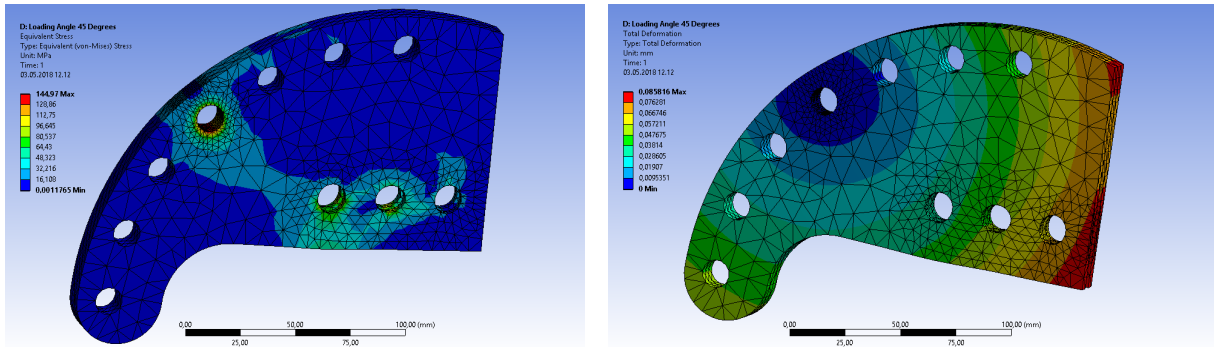 D: Loading Angle 45 Degrees
Equivalent Stress
Type: Equivalent (von-Mises) Stress
Unit: MPa
Time: 1
03.05.2018 12.12
144,97 Max
128,86
112,75
96,645
80,537
64,43
48,323
32,216
16,108
0,0011765 Min
0,00 50,00 100,00 (mm)
25,00 75,00
D: Loading Angle 45 Degrees
Total Deformation
Type: Total Deformation
Unit: mm
Time: 1
03.05.2018 12.12
0,085816 Max
0,076281
0,066746
0,057211
0,047675
0,03814
0,028605
0,01907
0,0095351
0 Min
0,00 50,00 100,00 (mm)
25,00 75,00